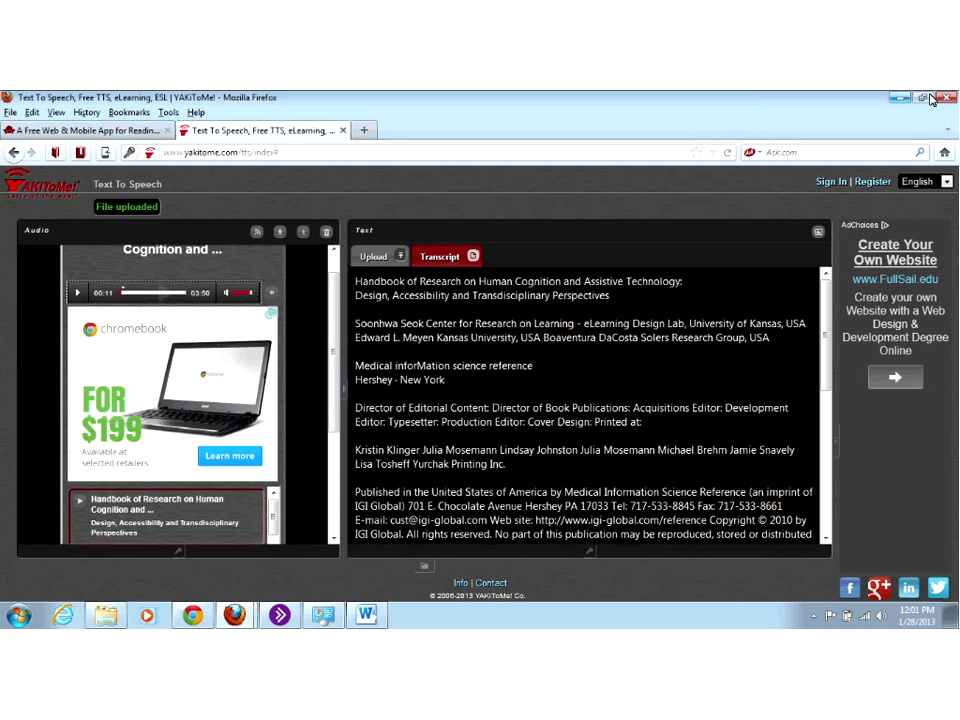 Text To Speech, Free TTS, eLearning, ESL | YAKiToMe! - Mozilla Firefox
File Edit View History Bookmarks Tools Help
A Free Web & Mobile App for Readin...
Text To Speech, Free TTS, eLearning, ...
www.yakitome.com/tts/index#
Ask.com
YAKiToMe!
Text To Speech
Sign In | Register
English
File uploaded
Audio
Cognition and ...
00:11
03:50
chromebook
FOR
$199
Available at
selected retailers
Learn more
Handbook of Research on Human
Cognition and ...
Design, Accessibility and Transdisciplinary
Perspectives
Text
Upload
Transcript
Handbook of Research on Human Cognition and Assistive Technology:
Design, Accessibility and Transdisciplinary Perspectives
Soonhwa Seok Center for Research on Learning - eLearning Design Lab, University of Kansas, USA
Edward L. Meyen Kansas University, USA Boaventura DaCosta Solers Research Group, USA
Medical inforMation science reference
Hershey · New York
Director of Editorial Content: Director of Book Publications: Acquisitions Editor: Development
Editor: Typesetter: Production Editor: Cover Design: Printed at:
Kristin Klinger Julia Mosemann Lindsay Johnston Julia Mosemann Michael Brehm Jamie Snavely
Lisa Tosheff Yurchak Printing Inc.
Published in the United States of America by Medical Information Science Reference (an imprint of
IGI Global) 701 E. Chocolate Avenue Hershey PA 17033 Tel: 717-533-8845 Fax: 717-533-8661
E-mail: cust@igi-global.com Web site: http://www.igi-global.com/reference Copyright © 2010 by
IGI Global. All rights reserved. No part of this publication may be reproduced, stored or distributed
AdChoices
Create Your
Own Website
www.FullSail.edu
Create your own
Website with a Web
Design &
Development Degree
Online
Info | Contact
© 2006-2013 YAKiToMe! Co.
12:01 PM
1/28/2013